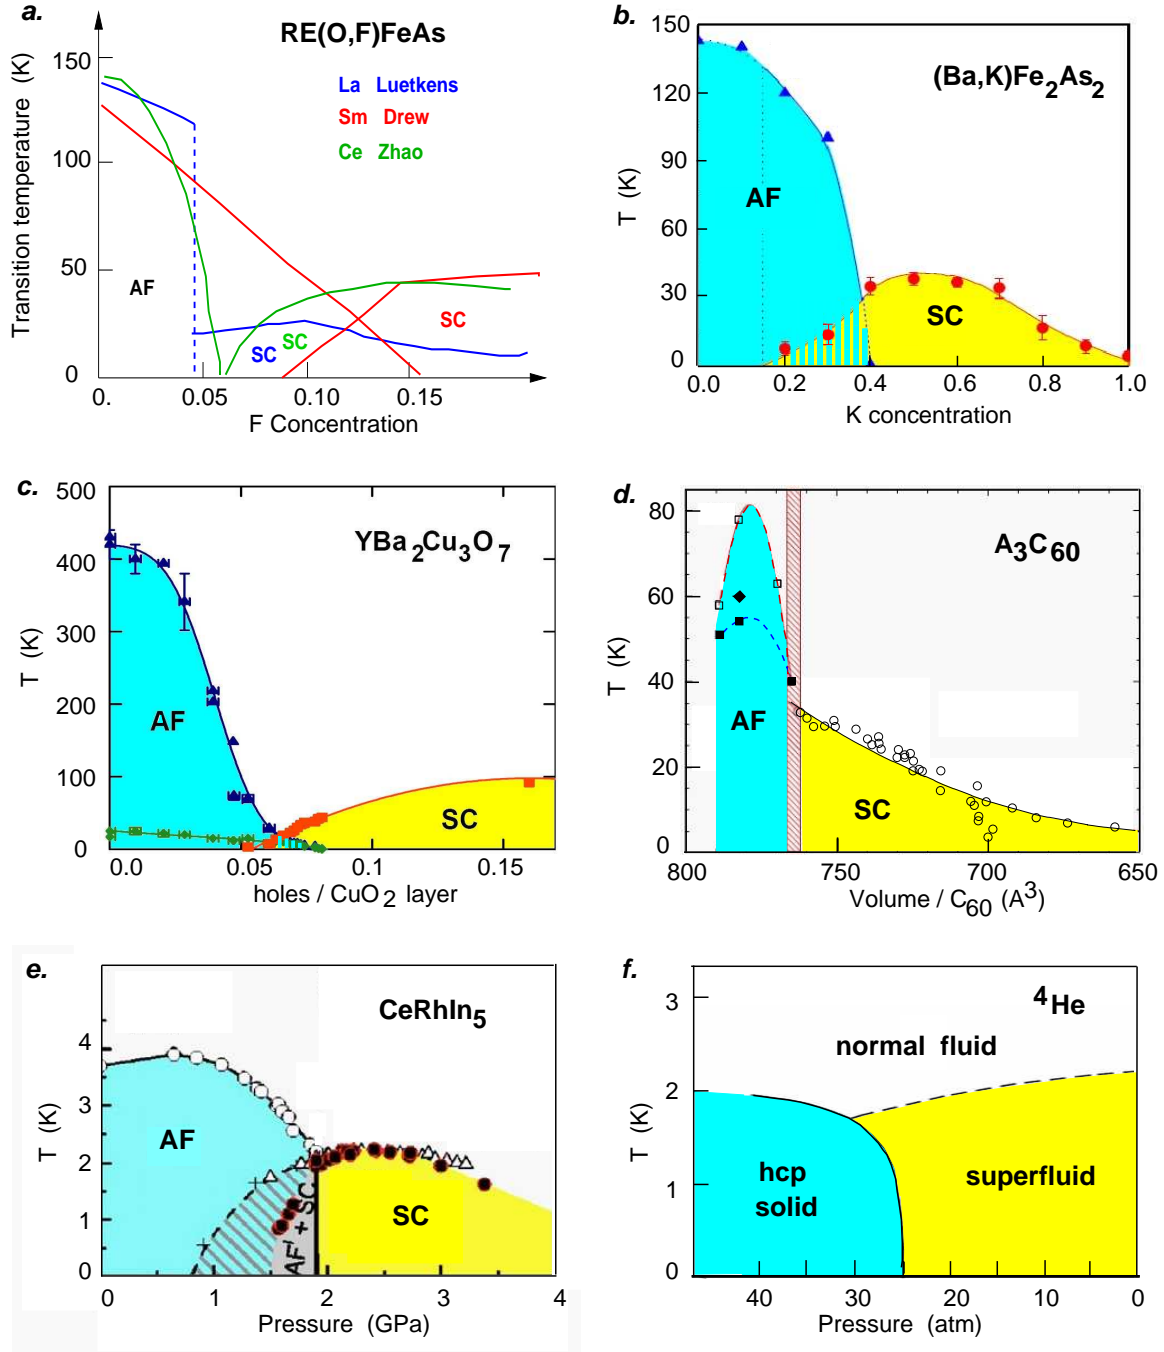 a.
RE(O,F)FeAs
La Luetkens
Sm Drew
Ce Zhao
Transition temperature (K)
150
100
50
0
AF
SC
SC
SC
0.
0.05
0.10
0.15
F Concentration
b.
(Ba,K)Fe2As2
T (K)
150
120
90
60
30
0
AF
SC
0.0
0.2
0.4
0.6
0.8
1.0
K concentration
c.
YBa2Cu3O7
T (K)
500
400
300
200
100
0
AF
SC
0.0
0.05
0.1
0.15
holes / CuO2 layer
d.
A3C60
T (K)
80
60
40
20
0
AF
SC
800
750
700
650
Volume / C60 (A3)
e.
CeRhIn5
T (K)
4
3
2
1
0
AF
AF' + SC
SC
0
1
2
3
4
Pressure (GPa)
f.
4He
normal fluid
T (K)
3
2
1
0
hcp
solid
superfluid
40
30
20
10
0
Pressure (atm)